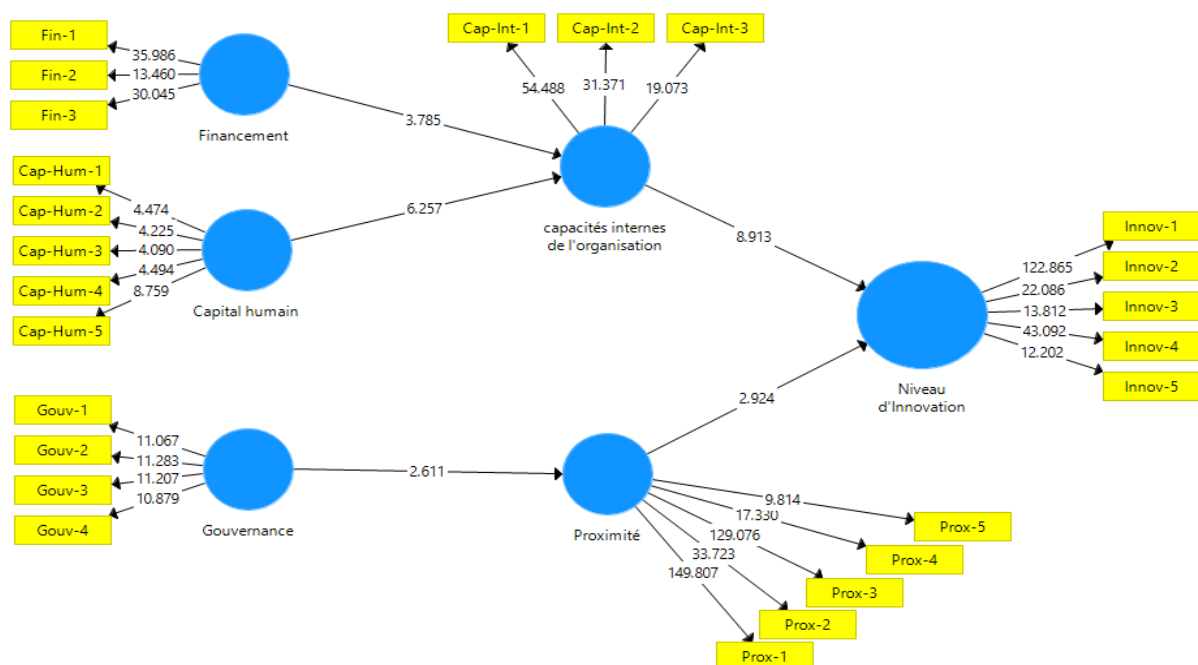 Fin-1
Fin-2
Fin-3
35.986
13.460
30.045
Financement
3.785
Cap-Int-1
Cap-Int-2
Cap-Int-3
54.488
31.371
19.073
capacités internes
de l'organisation
Cap-Hum-1
Cap-Hum-2
Cap-Hum-3
Cap-Hum-4
Cap-Hum-5
4.474
4.225
4.090
4.494
8.759
Capital humain
6.257
8.913
Innov-1
Innov-2
Innov-3
Innov-4
Innov-5
122.865
22.086
13.812
43.092
12.202
Niveau
d'Innovation
Gouv-1
Gouv-2
Gouv-3
Gouv-4
11.067
11.283
11.207
10.879
Gouvernance
2.611
2.924
Proximité
9.814
17.330
129.076
33.723
149.807
Prox-5
Prox-4
Prox-3
Prox-2
Prox-1